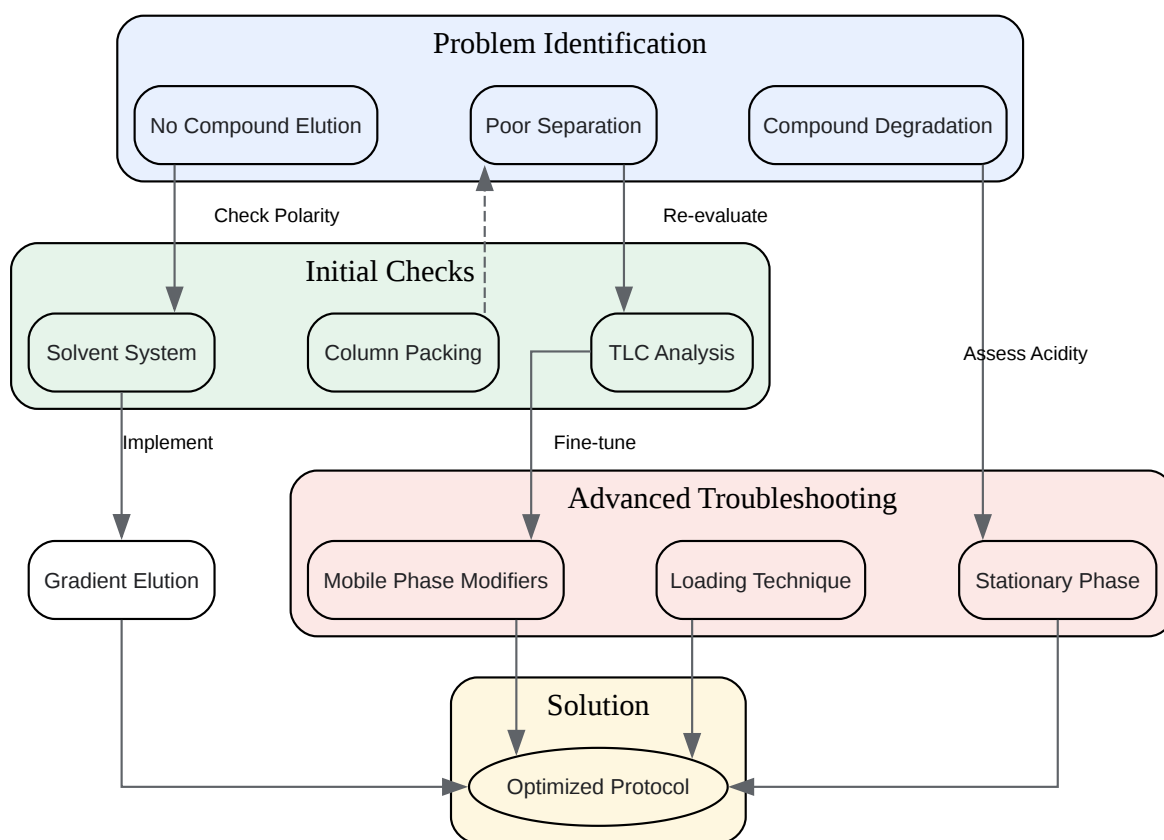 Problem Identification
No Compound Elution
Poor Separation
Compound Degradation
Check Polarity
Re-evaluate
Initial Checks
Solvent System
Column Packing
TLC Analysis
Assess Acidity
Implement
Fine-tune
Advanced Troubleshooting
Gradient Elution
Mobile Phase Modifiers
Loading Technique
Stationary Phase
Solution
Optimized Protocol